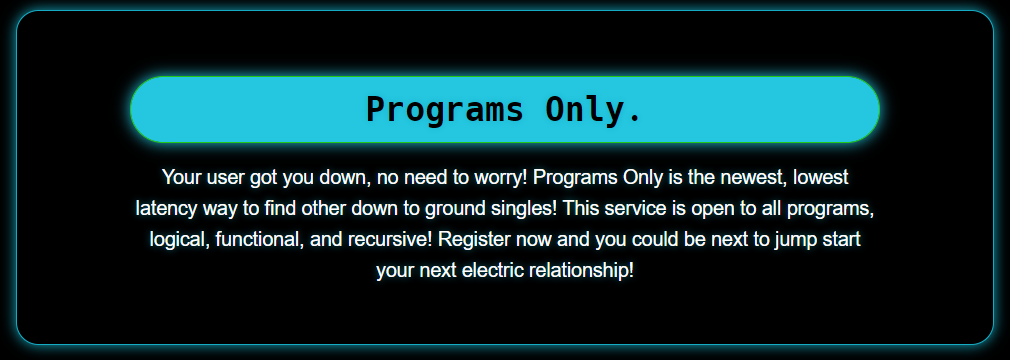 Programs Only.
Your user got you down, no need to worry! Programs Only is the newest, lowest
latency way to find other down to ground singles! This service is open to all programs,
logical, functional, and recursive! Register now and you could be next to jump start
your next electric relationship!